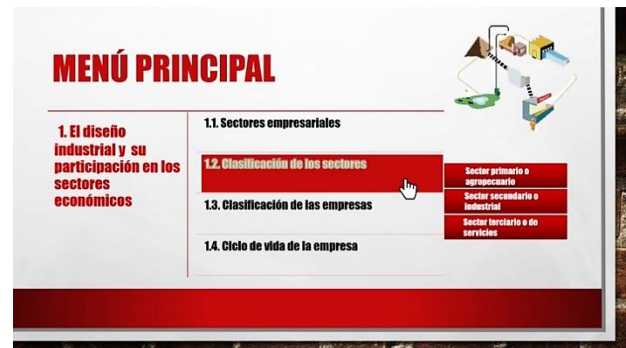 MENÚ PRINCIPAL
1. El diseño
industrial y su
participación en los
sectores
económicos
1.1. Sectores empresariales
1.2. Clasificación de los sectores
1.3. Clasificación de las empresas
1.4. Ciclo de vida de la empresa
Sector primario o
agropecuario
Sector secundario o
industrial
Sector terciario o de
servicios